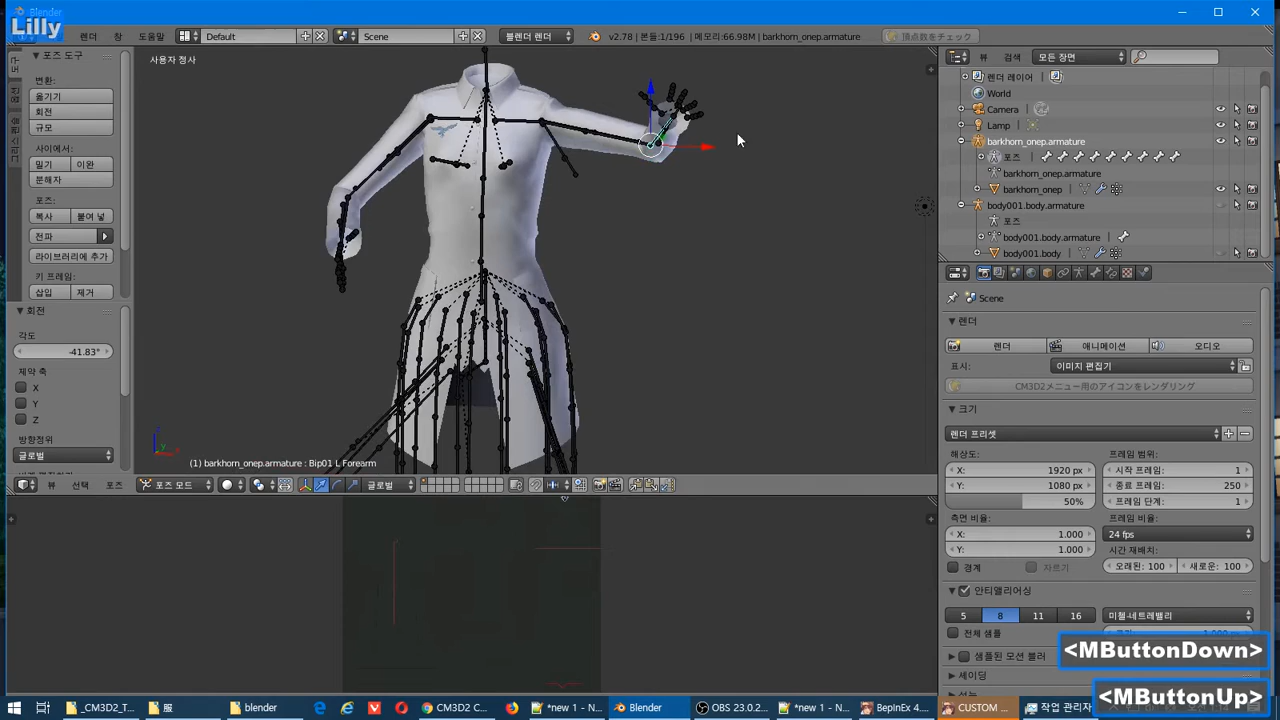 Blender
Lilly
렌더 창 도움말 Default Scene 블렌더 렌더 v2.78 | 본들:1/196 | 메모리:66.98M | barkhorn_onep.armature 頂点数をチェック
포즈 도구
변환:
옮기기
회전
규모
사이에서:
밀기 이완
분해자
포즈:
복사 붙여 넣
전파
라이브러리에 추가
키 프레임:
삽입 제거
회전
각도
-41.83°
제약 축
X
Y
Z
방향정위
글로벌
사용자 정사
(1) barkhorn_onep.armature : Bip01 L Forearm
뷰 선택 포즈 포즈 모드 글로벌
뷰 검색 모든 장면
렌더 레이어
World
Camera
Lamp
barkhorn_onep.armature
포즈
barkhorn_onep.armature
barkhorn_onep
body001.body.armature
포즈
body001.body.armature
body001.body
Scene
렌더
렌더 애니메이션 오디오
표시: 이미지 편집기
CM3D2メニュー用のアイコンをレンダリング
크기
렌더 프리셋
해상도: 프레임 범위:
X: 1920 px 시작 프레임: 1
Y: 1080 px 종료 프레임: 250
50% 프레임 단계: 1
측면 비율: 프레임 비율:
X: 1.000 24 fps
Y: 1.000 시간 재배치:
경계 자르기 오래된: 100 새로운: 100
안티앨리어싱
5 8 11 16 미첼-네트레밸리
전체 샘플
샘플된 모션 블러
셰이딩
<MButtonDown>
<MButtonUp>
_CM3D2_T... 服 blender CM3D2 C... *new 1 - N... Blender OBS 23.0.2... *new 5 - N... BepInEx 4... CUSTOM ... 작업 관리자